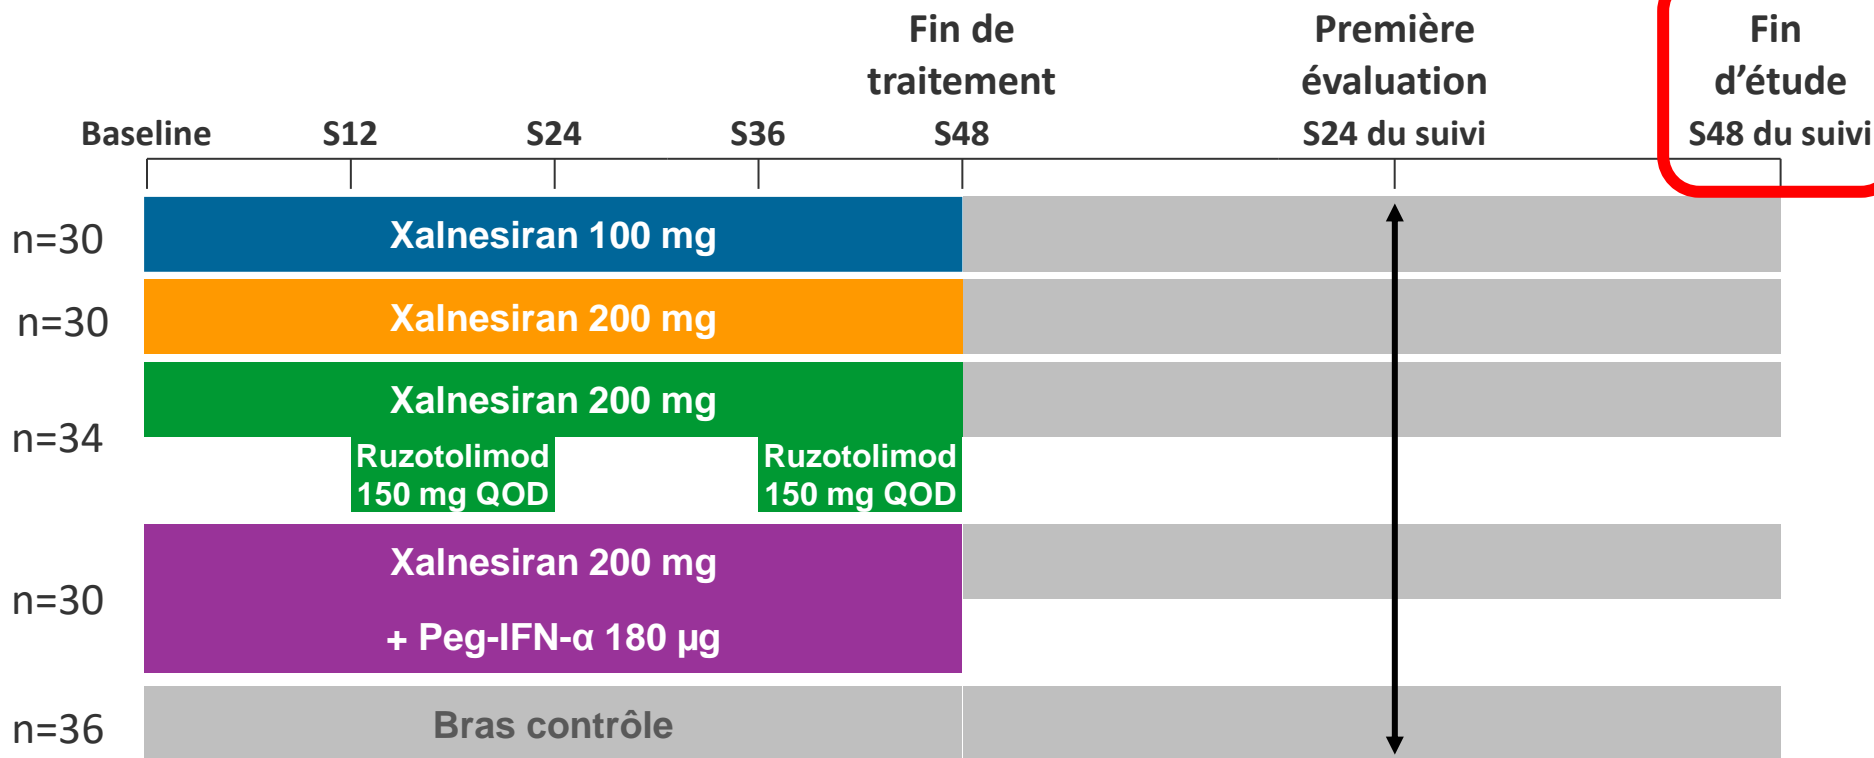 Fin de
traitement
Première
évaluation
Fin
d’étude
Baseline
S12
S24
S36
S48
S24 du suivi
S48 du suivi
n=30
Xalnesiran 100 mg
n=30
Xalnesiran 200 mg
n=34
Xalnesiran 200 mg
Ruzotolimod
150 mg QOD
Ruzotolimod
150 mg QOD
n=30
Xalnesiran 200 mg
+ Peg-IFN-α 180 µg
n=36
Bras contrôle